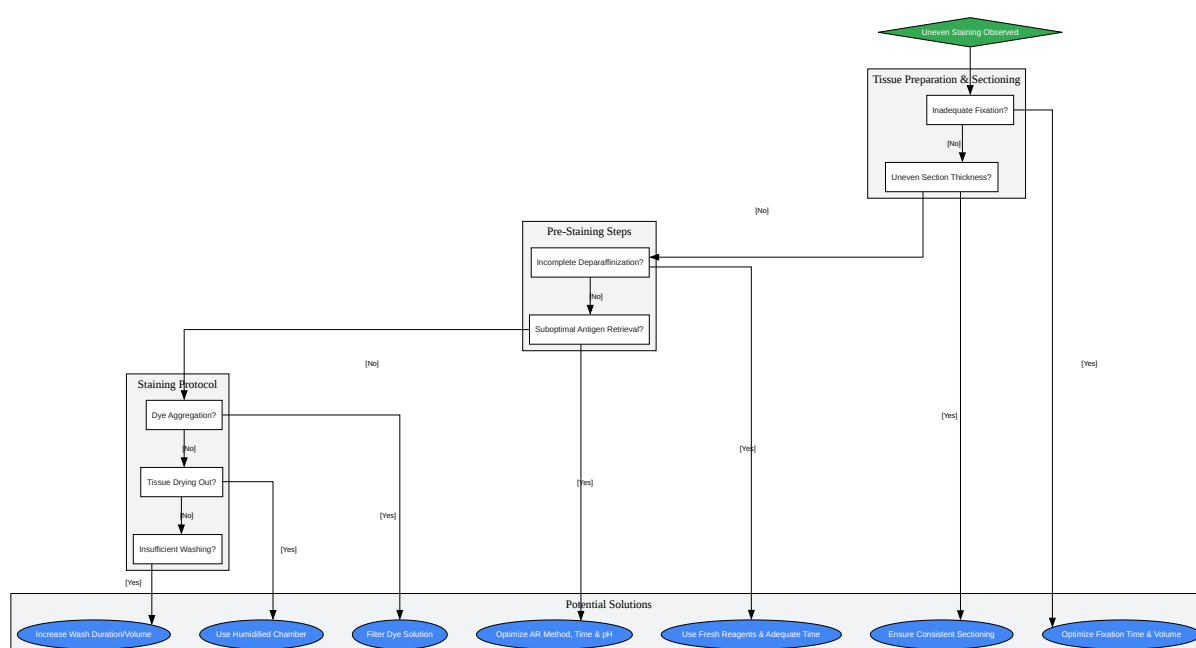 Uneven Staining Observed
Tissue Preparation & Sectioning
Inadequate Fixation?
[No]
Uneven Section Thickness?
[No]
Pre-Staining Steps
Incomplete Deparaffinization?
[No]
Suboptimal Antigen Retrieval?
[No]
[Yes]
Staining Protocol
Dye Aggregation?
[Yes]
[No]
[Yes]
Tissue Drying Out?
[Yes]
[No]
[Yes]
Insufficient Washing?
[Yes]
[Yes]
Potential Solutions
Increase Wash Duration/Volume
Use Humidified Chamber
Filter Dye Solution
Optimize AR Method, Time & pH
Use Fresh Reagents & Adequate Time
Ensure Consistent Sectioning
Optimize Fixation Time & Volume